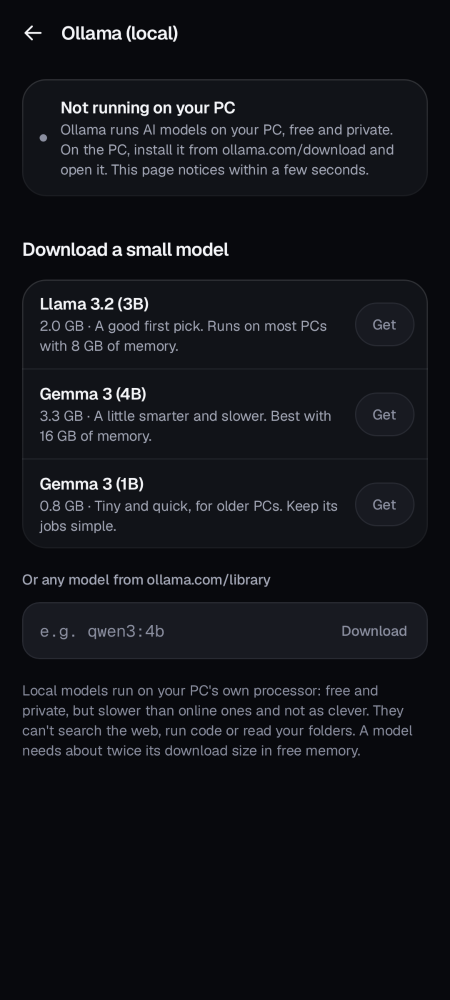 Ollama (local)
Not running on your PC
Ollama runs AI models on your PC, free and private.
On the PC, install it from ollama.com/download and
open it. This page notices within a few seconds.
Download a small model
Llama 3.2 (3B)
2.0 GB · A good first pick. Runs on most PCs
with 8 GB of memory.
Get
Gemma 3 (4B)
3.3 GB · A little smarter and slower. Best with
16 GB of memory.
Get
Gemma 3 (1B)
0.8 GB · Tiny and quick, for older PCs. Keep its
jobs simple.
Get
Or any model from ollama.com/library
e.g. qwen3:4b
Download
Local models run on your PC's own processor: free and
private, but slower than online ones and not as clever. They
can't search the web, run code or read your folders. A model
needs about twice its download size in free memory.